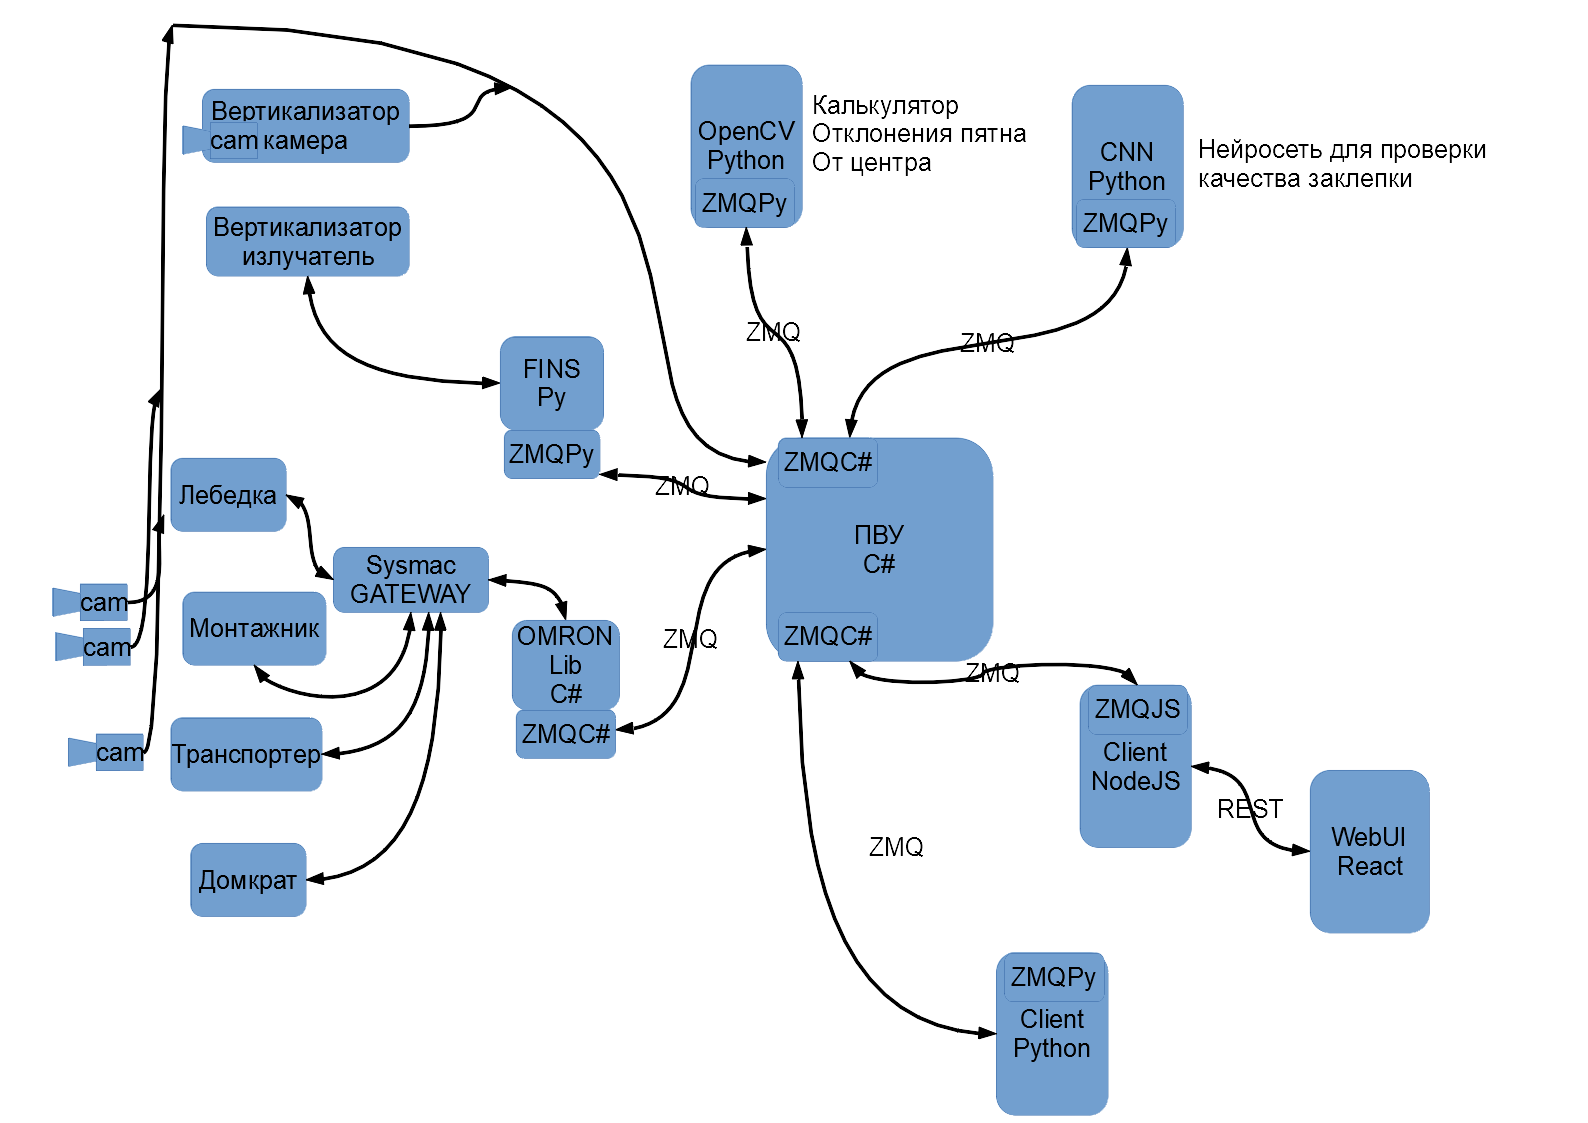 Вертикализатор
cam камера
Вертикализатор
излучатель
OpenCV
Python
ZMQPy
Калькулятор
Отклонения пятна
От центра
CNN
Python
ZMQPy
Нейросеть для проверки
качества заклепки
ZMQ
ZMQ
FINS
Py
ZMQPy
ZMQ
ZMQC#
ПВУ
C#
ZMQC#
Лебедка
Sysmac
GATEWAY
cam
cam
cam
Монтажник
Транспортер
Домкрат
OMRON
Lib
C#
ZMQC#
ZMQ
ZMQ
ZMQJS
Client
NodeJS
REST
WebUI
React
ZMQ
ZMQPy
Client
Python